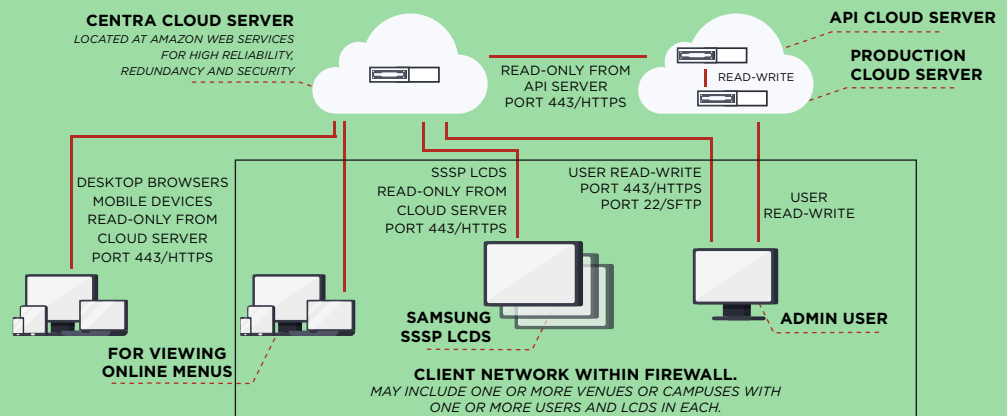 CENTRA CLOUD SERVER
LOCATED AT AMAZON WEB SERVICES
FOR HIGH RELIABILITY,
REDUNDANCY AND SECURITY
READ-ONLY FROM
API SERVER
PORT 443/HTTPS
READ-WRITE
API CLOUD SERVER
PRODUCTION
CLOUD SERVER
DESKTOP BROWSERS
MOBILE DEVICES
READ-ONLY FROM
CLOUD SERVER
PORT 443/HTTPS
SSSP LCDS
READ-ONLY FROM
CLOUD SERVER
PORT 443/HTTPS
USER READ-WRITE
PORT 443/HTTPS
PORT 22/SFTP
USER
READ-WRITE
FOR VIEWING
ONLINE MENUS
SAMSUNG
SSSP LCDS
ADMIN USER
CLIENT NETWORK WITHIN FIREWALL.
MAY INCLUDE ONE OR MORE VENUES OR CAMPUSES WITH
ONE OR MORE USERS AND LCDS IN EACH.